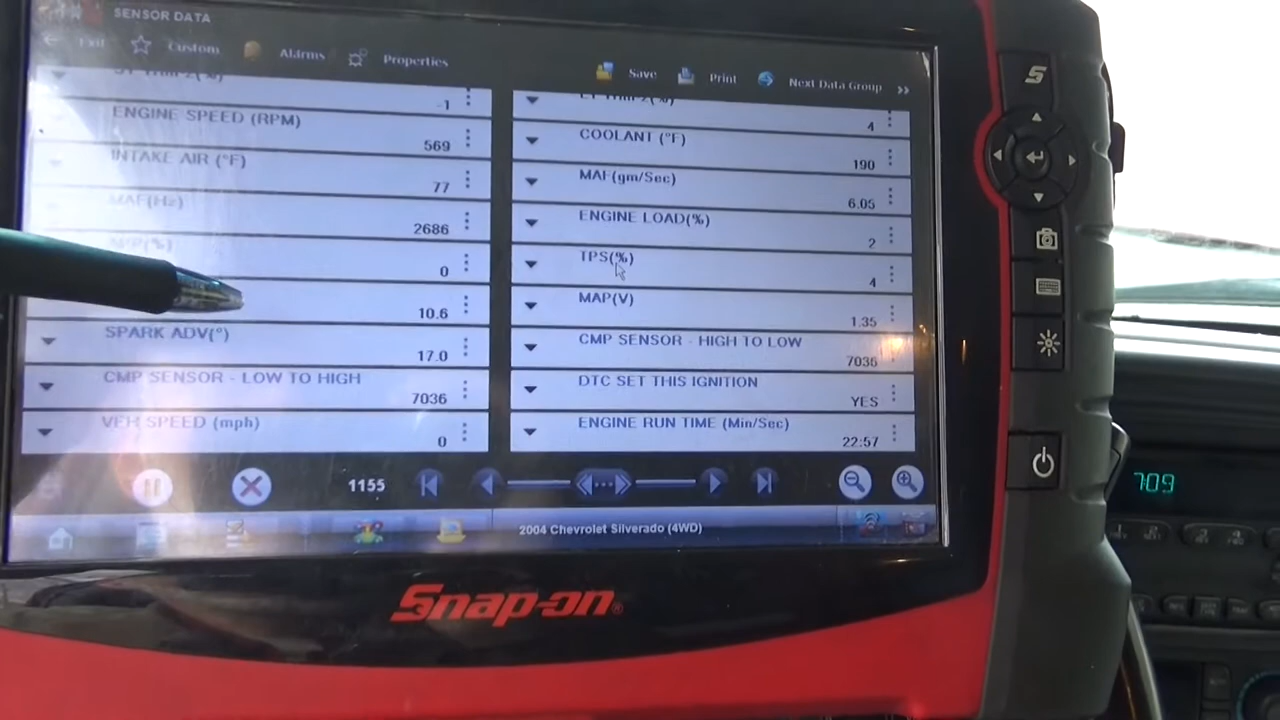 SENSOR DATA
Exit Custom Alarms Properties Save Print Next Data Group
-1
4
ENGINE SPEED (RPM) 569
COOLANT (°F) 190
INTAKE AIR (°F) 77
MAF(gm/Sec) 6.05
MAF(Hz) 2686
ENGINE LOAD(%) 2
0
TPS(%) 4
10.6
MAP(V) 1.35
SPARK ADV(°) 17.0
CMP SENSOR - HIGH TO LOW 7036
CMP SENSOR - LOW TO HIGH 7036
DTC SET THIS IGNITION YES
VEH SPEED (mph) 0
ENGINE RUN TIME (Min/Sec) 22:57
1155
2004 Chevrolet Silverado (4WD)
Snap-on®
S
709